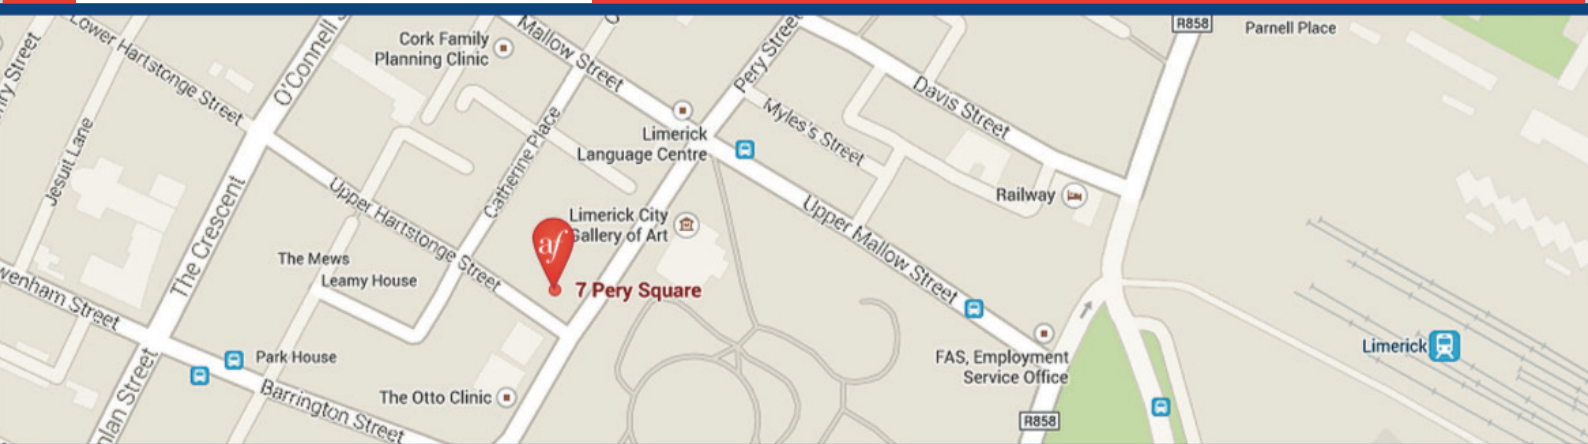 Lower Hartstonge Street
O'Connell
Cork Family
Planning Clinic
Mallow Street
Pery Street
R858
Parnell Place
Davis Street
Myles's Street
Limerick
Language Centre
Jesuit Lane
Catherine Place
The Crescent
Upper Hartstonge Street
Limerick City
Gallery of Art
Railway
Upper Mallow Street
af
7 Pery Square
The Mews
Leamy House
Street
Park House
Barrington Street
The Otto Clinic
FAS, Employment
Service Office
Limerick
R858
Street
Street